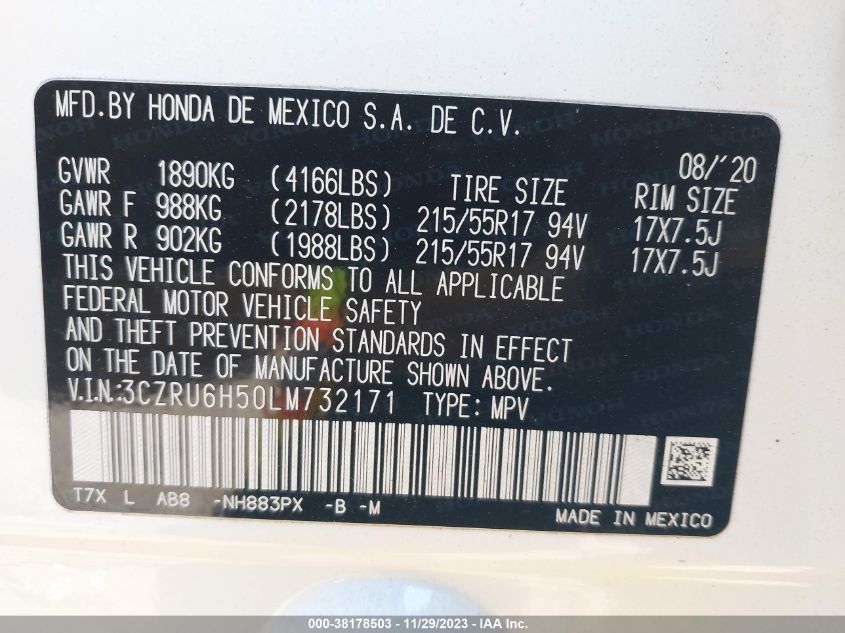 MFD.BY HONDA DE MEXICO S.A. DE C.V.
08/'20
GVWR 1890KG (4166LBS) TIRE SIZE RIM SIZE
GAWR F 988KG (2178LBS) 215/55R17 94V 17X7.5J
GAWR R 902KG (1988LBS) 215/55R17 94V 17X7.5J
THIS VEHICLE CONFORMS TO ALL APPLICABLE
FEDERAL MOTOR VEHICLE SAFETY
AND THEFT PREVENTION STANDARDS IN EFFECT
ON THE DATE OF MANUFACTURE SHOWN ABOVE.
V.I.N.:3CZRU6H50LM732171 TYPE: MPV
T7X L AB8 -NH883PX -B -M
MADE IN MEXICO
000-38178503 - 11/29/2023 - IAA Inc.